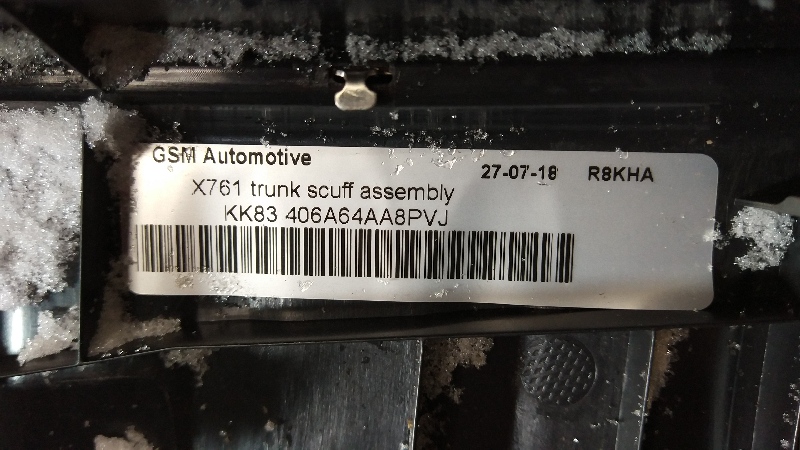 GSM Automotive 27-07-18 R8KHA
X761 trunk scuff assembly
KK83 406A64AA8PVJ